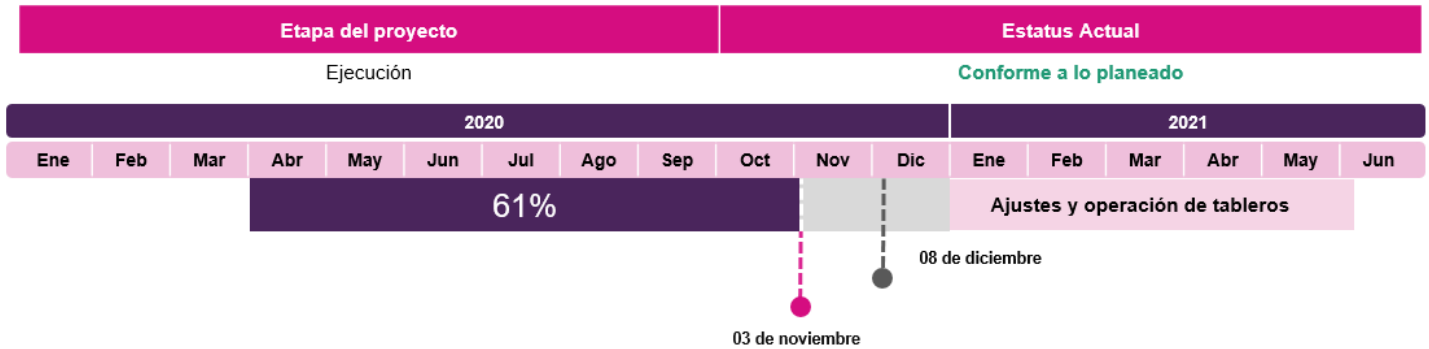 Etapa del proyecto
Estatus Actual
Ejecución
Conforme a lo planeado
2020
2021
Ene Feb Mar Abr May Jun Jul Ago Sep Oct Nov Dic Ene Feb Mar Abr May Jun
61%
Ajustes y operación de tableros
08 de diciembre
03 de noviembre